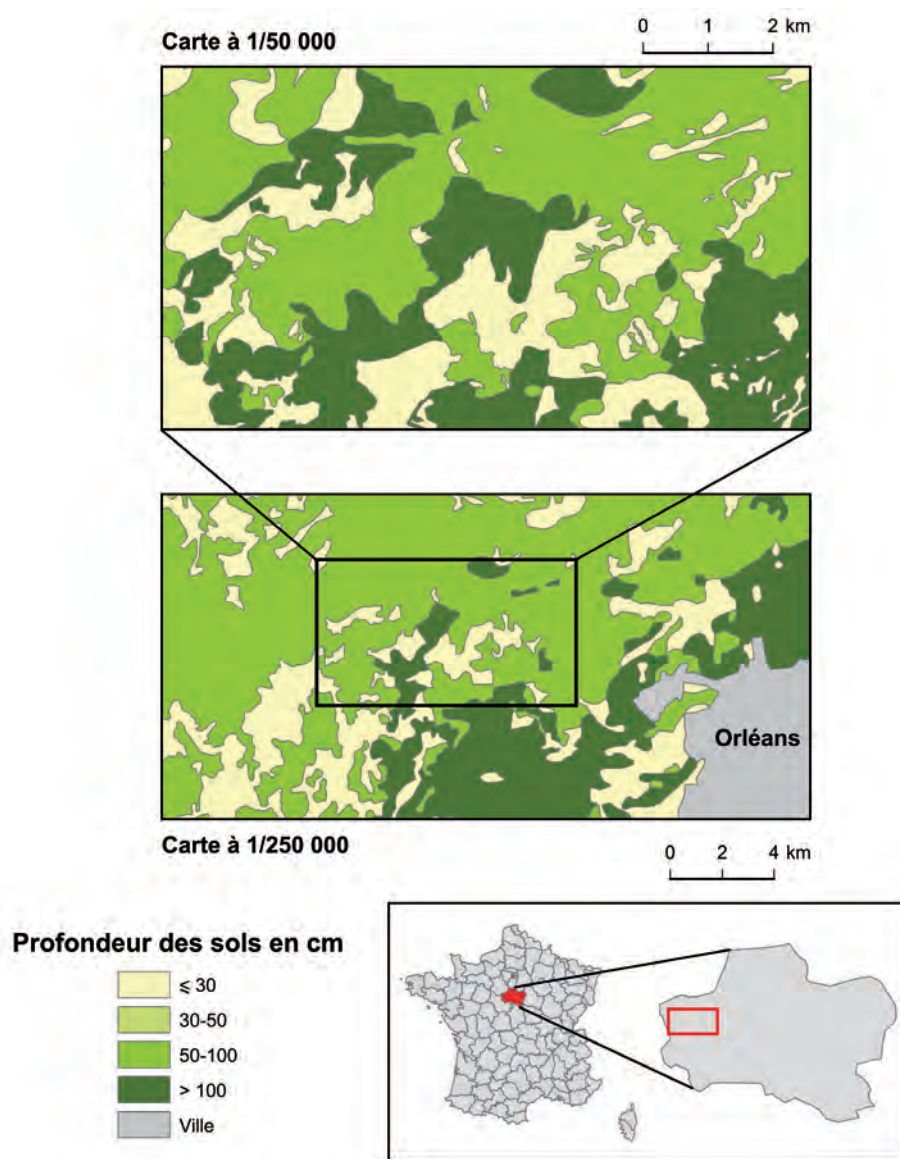 Carte à 1/50 000
0 1 2 km
Orléans
Carte à 1/250 000
0 2 4 km
Profondeur des sols en cm
⩽ 30
30-50
50-100
> 100
Ville